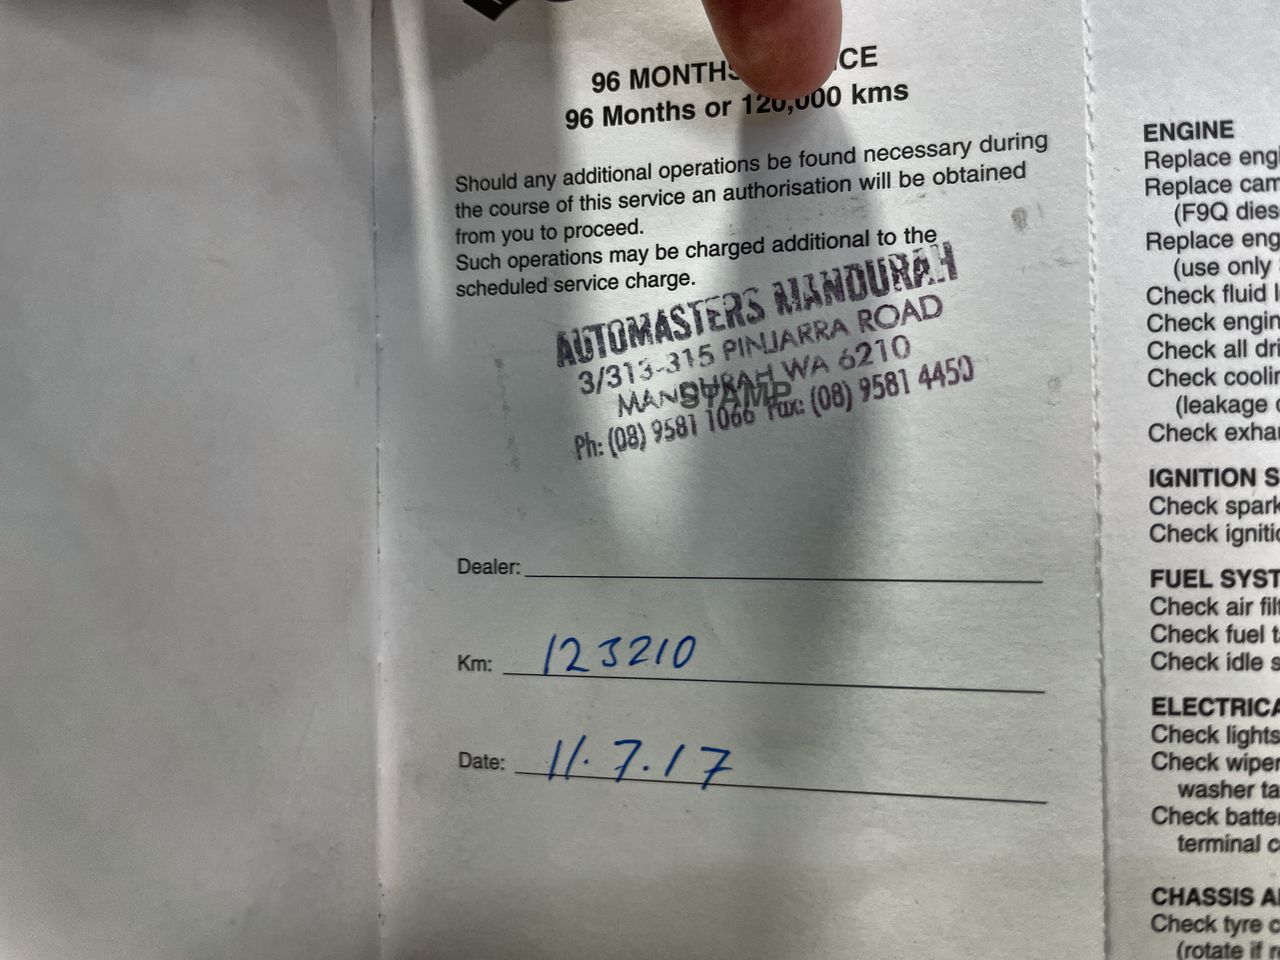 96 MONTHS
96 Months or 120,000 kms
Should any additional operations be found necessary during
the course of this service an authorisation will be obtained
from you to proceed.
Such operations may be charged additional to the
scheduled service charge.
AUTOMASTERS MANDURAH
3/313-315 PINJARRA ROAD
MANDURAH WA 6210
STAMP
Ph: (08) 9581 1066 Fax: (08) 9581 4450
Dealer:
Km: 123210
Date: 11.7.17
ENGINE
Replace
Replace
(F9Q
Replace
(use only
Check fluid
Check
Check all
Check
(leakage
Check
IGNITION
Check
Check
FUEL
Check air
Check fuel
Check idle
Check lights
Check
washer
Check
terminal
CHASSIS
Check tyre
(rotate if